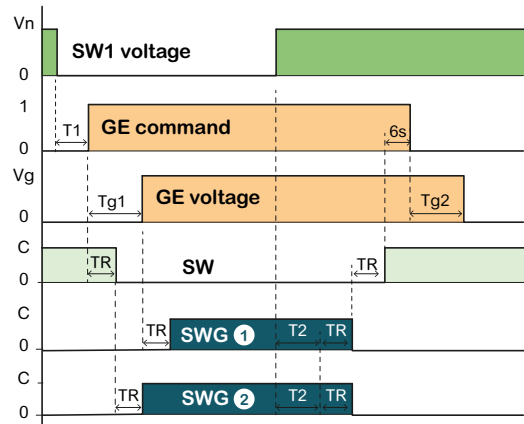 Vn
SW1 voltage
0
1
T1
GE command
6s
0
Vg
Tg1
GE voltage
Tg2
0
C
TR
SW
TR
0
C
TR
SWG 1
T2
TR
0
C
TR
SWG 2
T2
TR
0